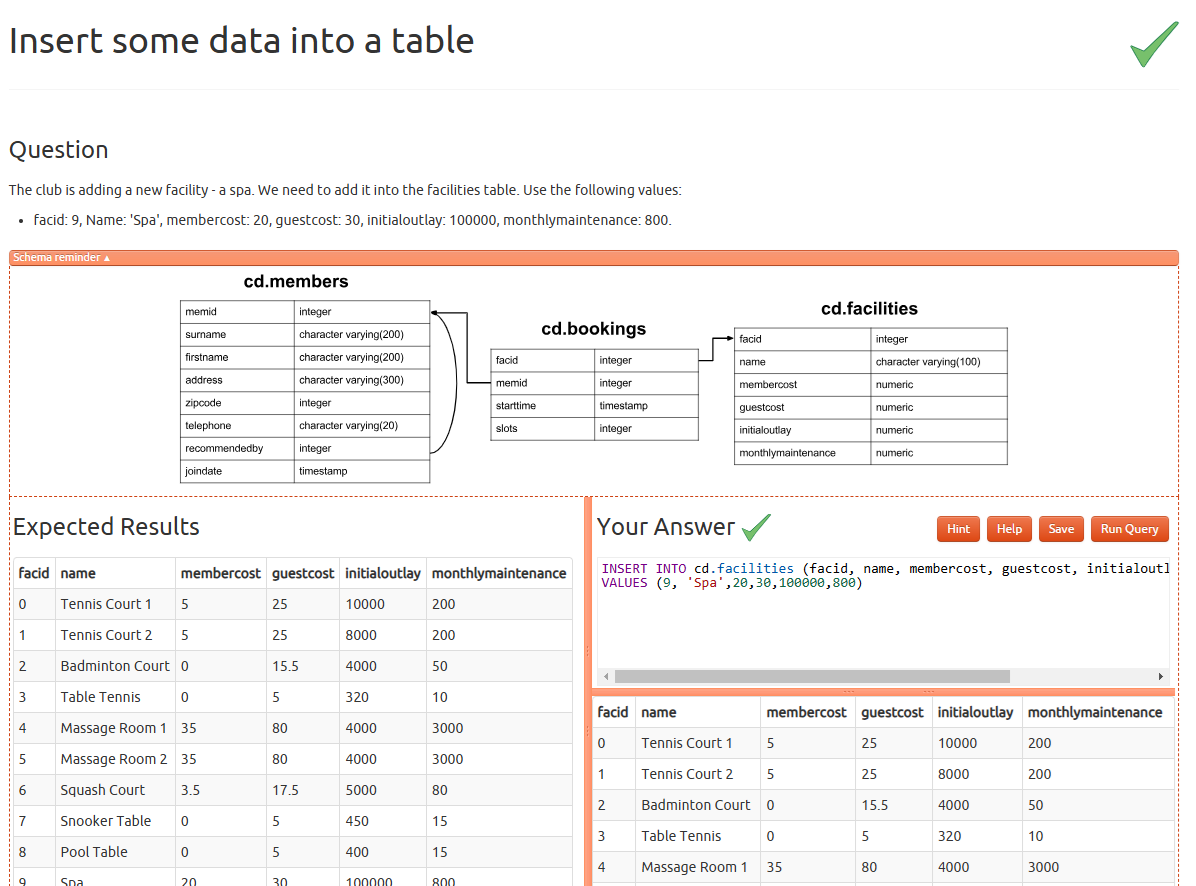 Insert some data into a table
Question
The club is adding a new facility - a spa. We need to add it into the facilities table. Use the following values:
• facid: 9, Name: 'Spa', membercost: 20, guestcost: 30, initialoutlay: 100000, monthlymaintenance: 800.
Schema reminder ▲
cd.members
memid integer
surname character varying(200)
firstname character varying(200)
address character varying(300)
zipcode integer
telephone character varying(20)
recommendedby integer
joindate timestamp
cd.bookings
facid integer
memid integer
starttime timestamp
slots integer
cd.facilities
facid integer
name character varying(100)
membercost numeric
guestcost numeric
initialoutlay numeric
monthlymaintenance numeric
Expected Results
facid name membercost guestcost initialoutlay monthlymaintenance
0 Tennis Court 1 5 25 10000 200
1 Tennis Court 2 5 25 8000 200
2 Badminton Court 0 15.5 4000 50
3 Table Tennis 0 5 320 10
4 Massage Room 1 35 80 4000 3000
5 Massage Room 2 35 80 4000 3000
6 Squash Court 3.5 17.5 5000 80
7 Snooker Table 0 5 450 15
8 Pool Table 0 5 400 15
9 Spa 20 30 100000 800
Your Answer
Hint Help Save Run Query
INSERT INTO cd.facilities (facid, name, membercost, guestcost, initialoutl
VALUES (9, 'Spa',20,30,100000,800)
facid name membercost guestcost initialoutlay monthlymaintenance
0 Tennis Court 1 5 25 10000 200
1 Tennis Court 2 5 25 8000 200
2 Badminton Court 0 15.5 4000 50
3 Table Tennis 0 5 320 10
4 Massage Room 1 35 80 4000 3000